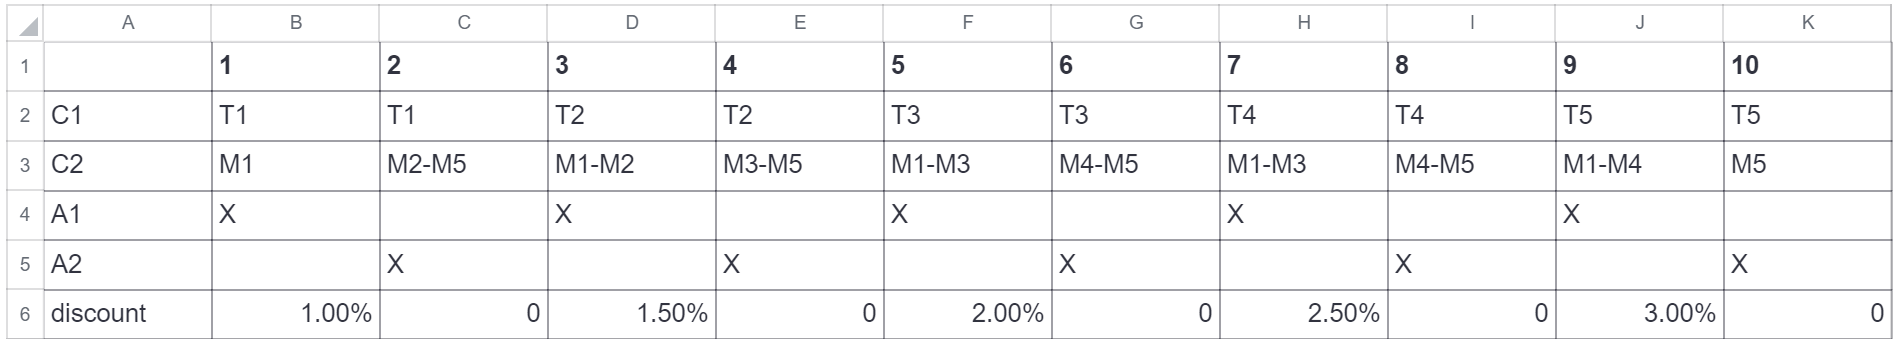 A B C D E F G H I J K
1 1 2 3 4 5 6 7 8 9 10
2 C1 T1 T1 T2 T2 T3 T3 T4 T4 T5 T5
3 C2 M1 M2-M5 M1-M2 M3-M5 M1-M3 M4-M5 M1-M3 M4-M5 M1-M4 M5
4 A1 X X X X X
5 A2 X X X X X
6 discount 1.00% 0 1.50% 0 2.00% 0 2.50% 0 3.00% 0